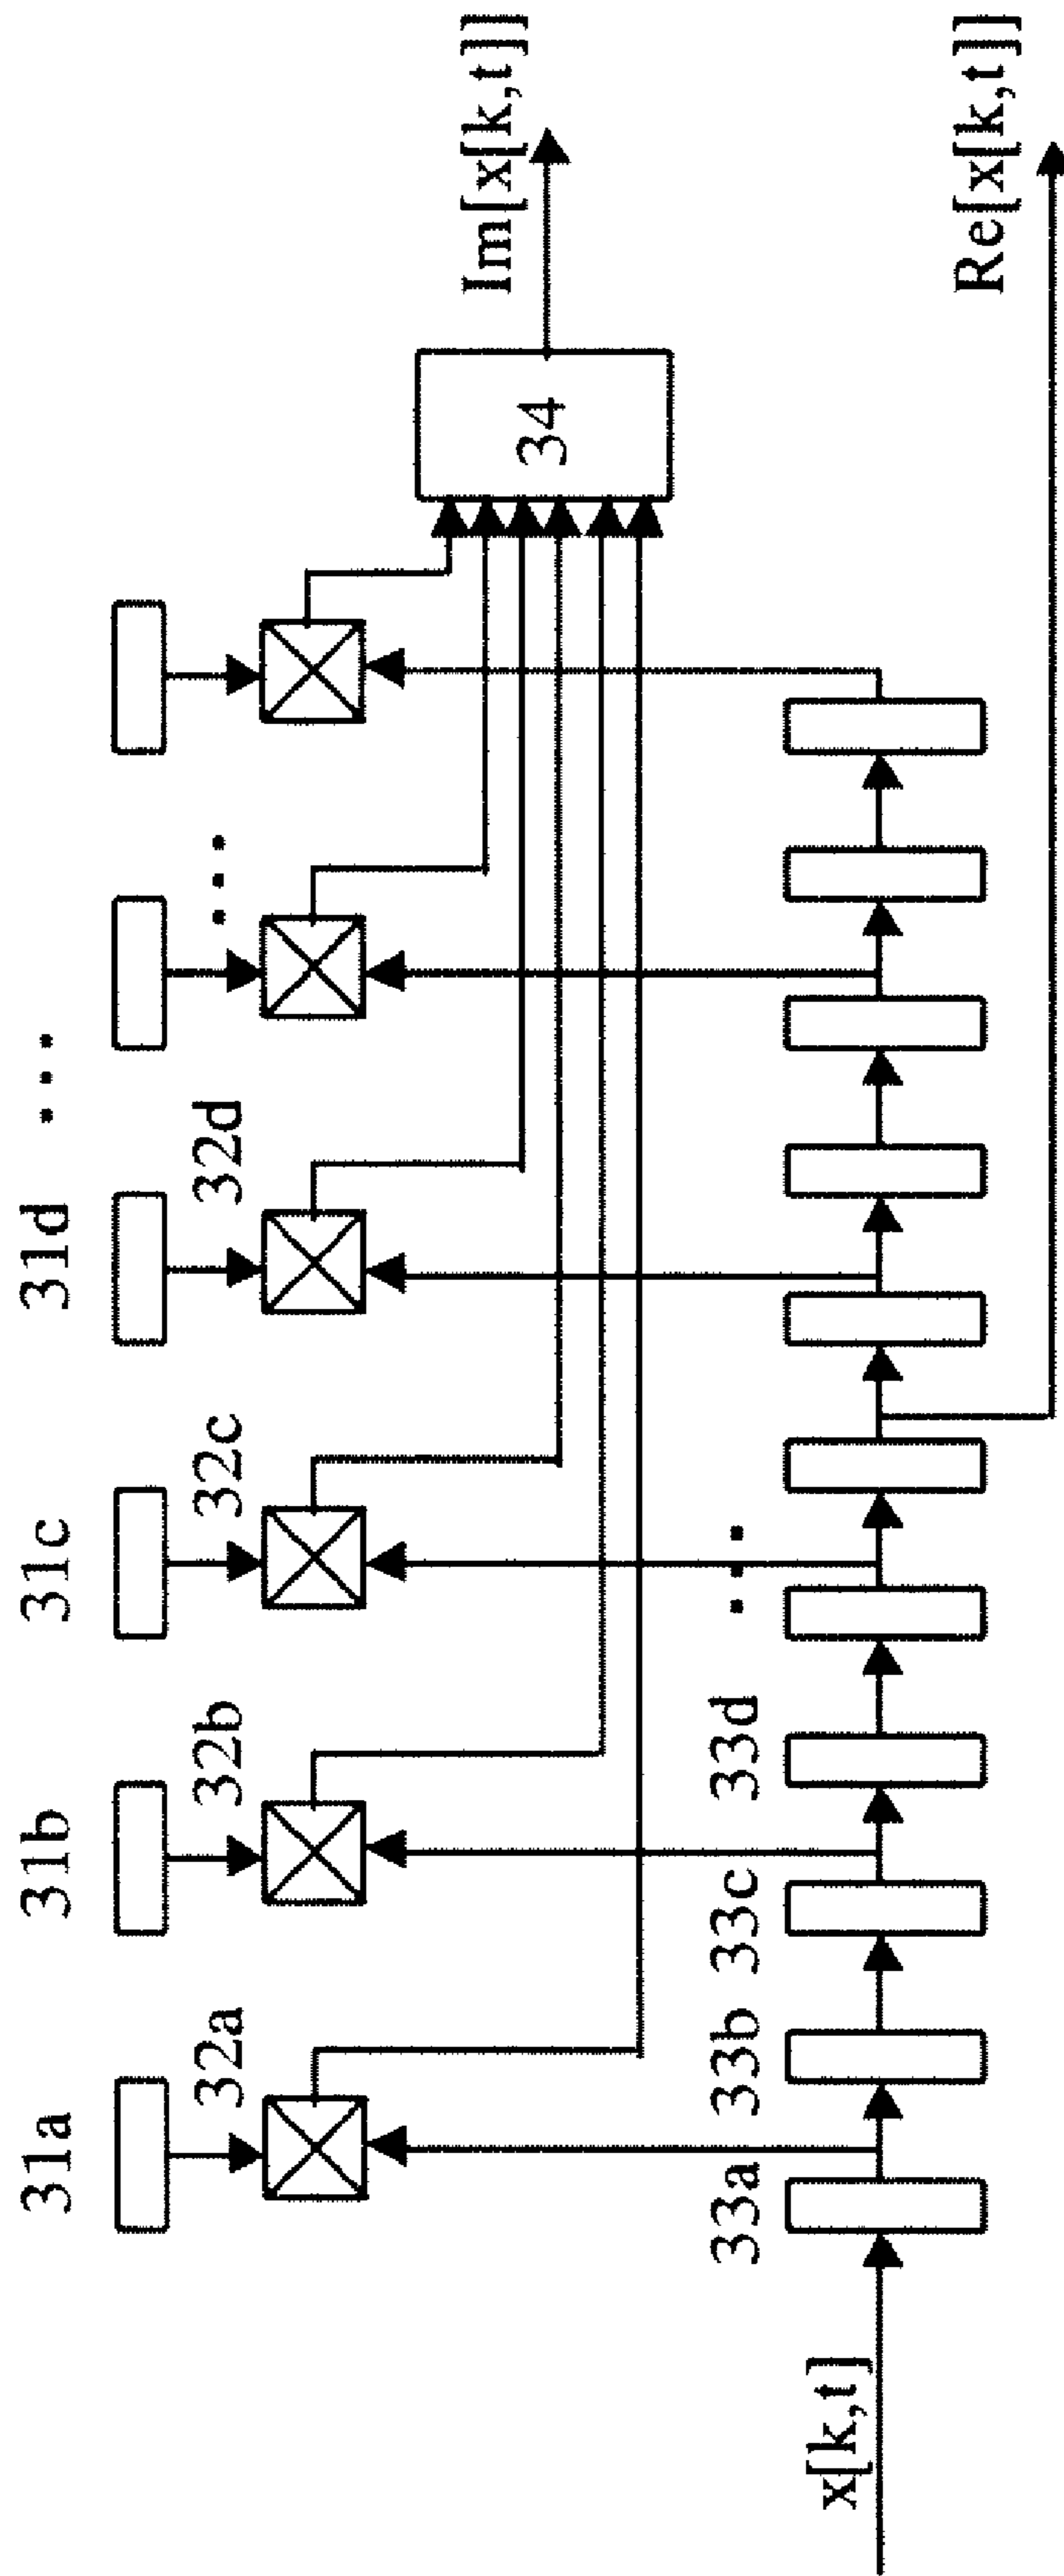 31a 31b 31c 31d ...
32a 32b 32c 32d ...
Im[x[k,t]]
34
33a 33b 33c 33d ...
x[k,t]
Re[x[k,t]]